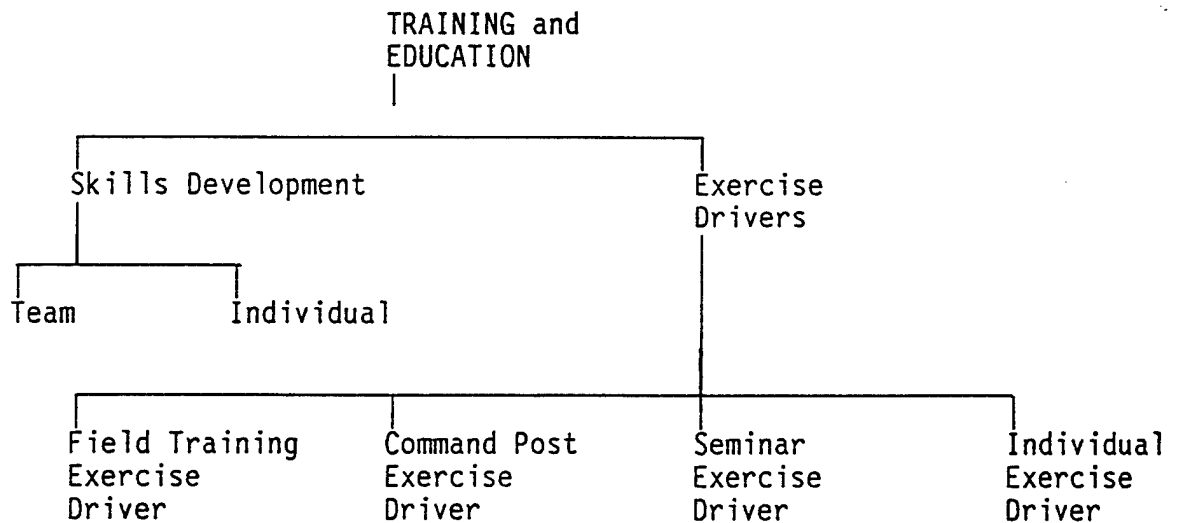 TRAINING and
EDUCATION
Skills Development
Exercise
Drivers
Team
Individual
Field Training
Exercise
Driver
Command Post
Exercise
Driver
Seminar
Exercise
Driver
Individual
Exercise
Driver